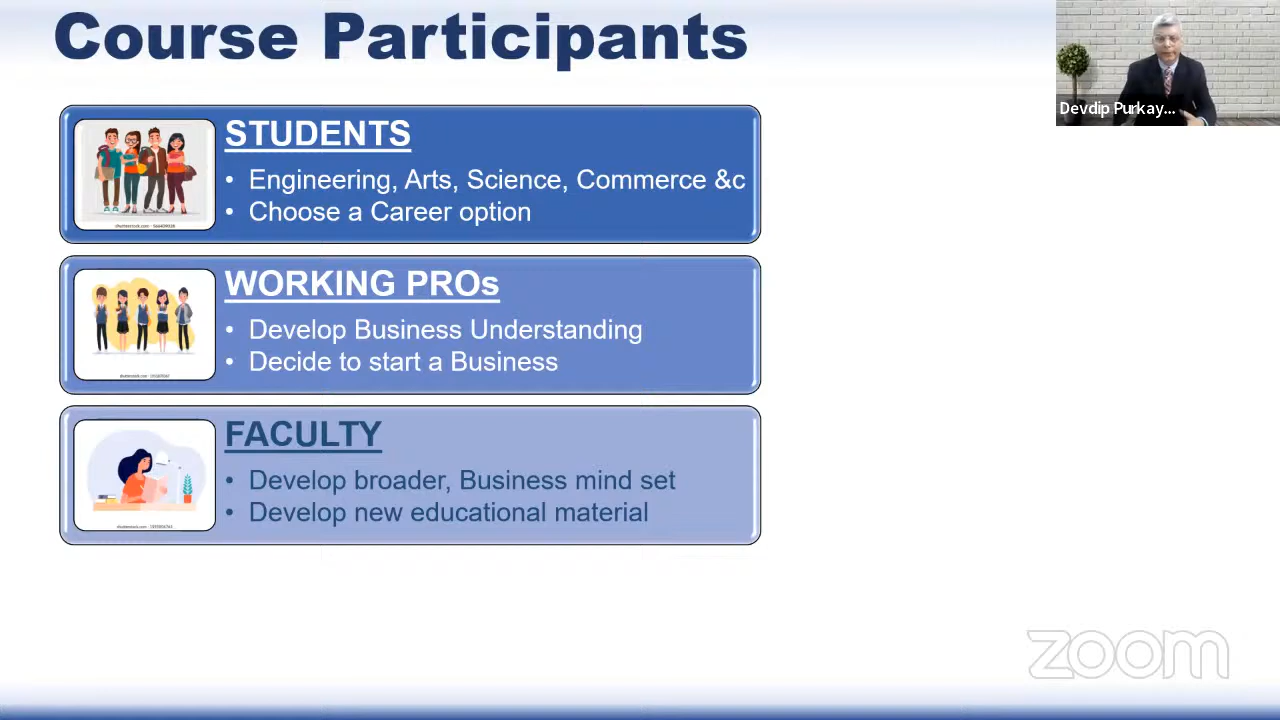 Course Participants
Devdip Purkay...
STUDENTS
• Engineering, Arts, Science, Commerce &c
• Choose a Career option
WORKING PROs
• Develop Business Understanding
• Decide to start a Business
FACULTY
• Develop broader, Business mind set
• Develop new educational material
zoom